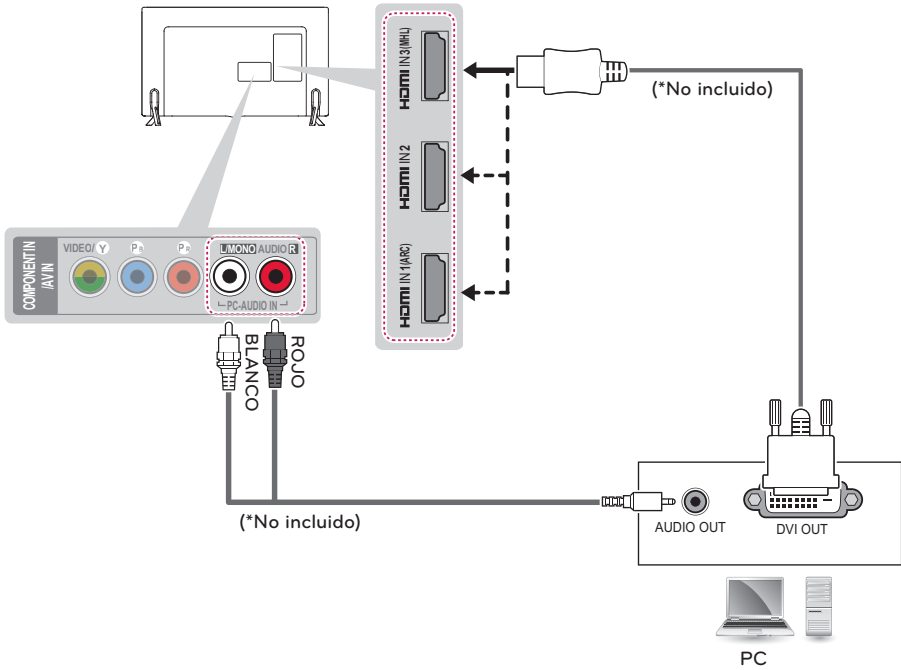 HDMI IN 3(MHL)
(*No incluido)
HDMI IN 2
HDMI IN 1(ARC)
COMPONENT IN
/AV IN
VIDEO/ Y
PB
PR
L/MONO AUDIO R
PC-AUDIO IN
BLANCO
ROJO
(*No incluido)
AUDIO OUT
DVI OUT
PC